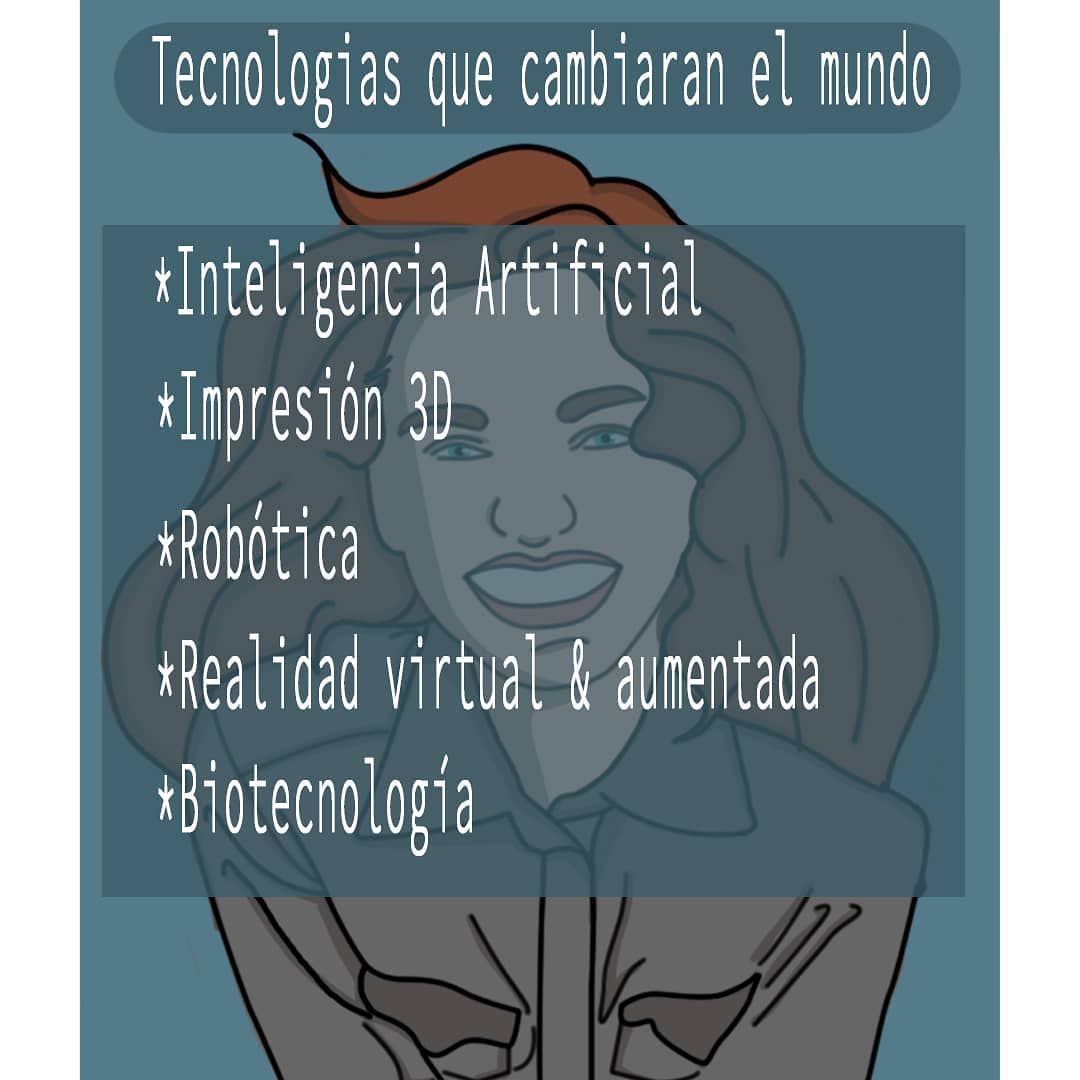 Tecnologias que cambiaran el mundo
*Inteligencia Artificial
*Impresión 3D
*Robótica
*Realidad virtual & aumentada
*Biotecnología